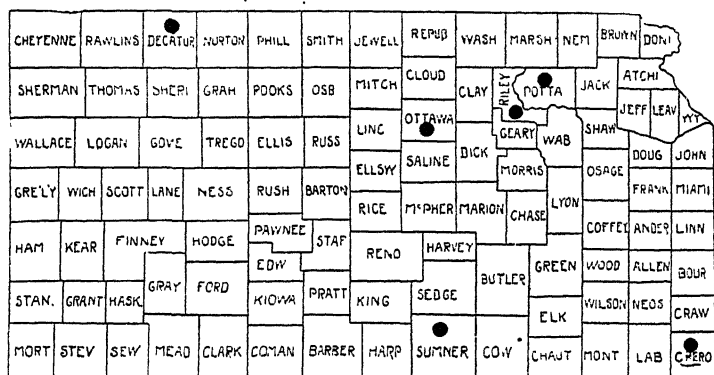 CHEYENNE RAWLINS DECATUR NORTON PHILL SMITH JEWELL REPUB WASH MARSH NEM BROWN DONI
SHERMAN THOMAS SHERI GRAH ROOKS OSB MITCH CLOUD CLAY RILEY POTTA JACK ATCHI
JEFF LEAV WY
WALLACE LOGAN GOVE TREGO ELLIS RUSS LINC OTTAWA GEARY WAB SHAW
DOUG JOHN
ELLSW SALINE DICK MORRIS OSAGE
GRE'LY WICH SCOTT LANE NESS RUSH BARTON FRANK MIAMI
RICE McPHER MARION CHASE LYON
HAM KEAR FINNEY HODGE PAWNEE STAF RENO HARVEY COFFEY ANDER LINN
EDW
GRAY FORD BUTLER GREEN WOOD ALLEN BOUR
STAN. GRANT HASK. KIOWA PRATT KING SEDGE WILSON NEOS CRAW
ELK
MORT STEV SEW MEAD CLARK COMAN BARBER HARP SUMNER COW CHAUT MONT LAB CHERO